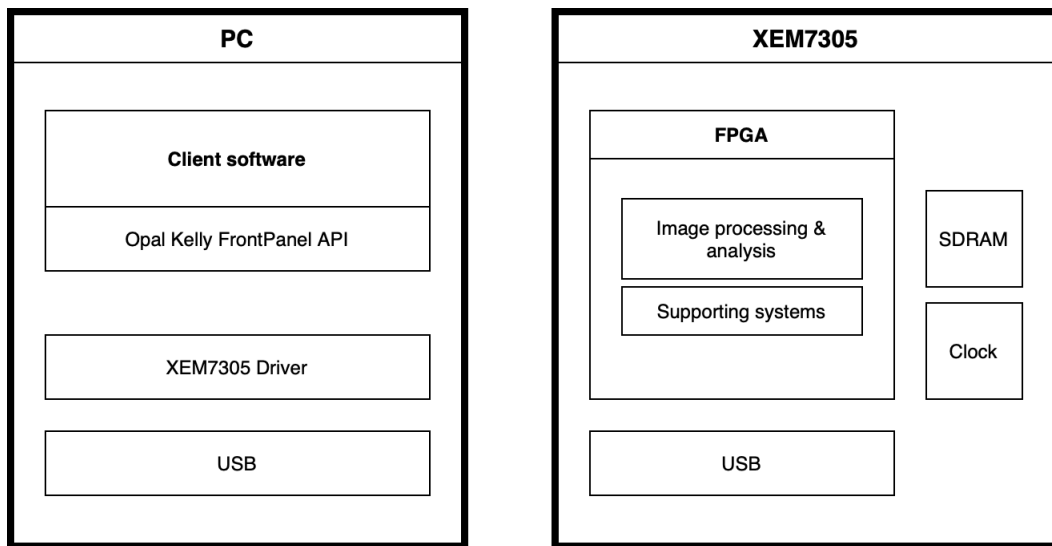 PC
Client software
Opal Kelly FrontPanel API
XEM7305 Driver
USB
XEM7305
FPGA
Image processing &
analysis
Supporting systems
SDRAM
Clock
USB